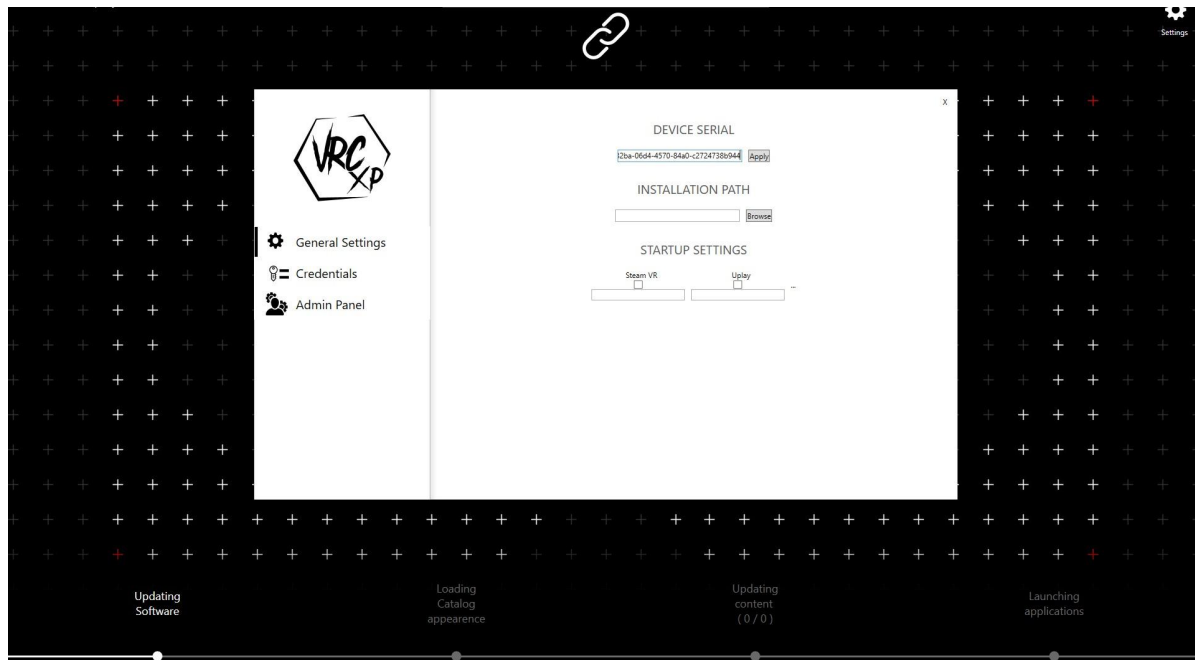 Settings
VRC
XP
X
General Settings
Credentials
Admin Panel
DEVICE SERIAL
-06d4-4570-84a0-c2724738b944
Apply
INSTALLATION PATH
Browse
STARTUP SETTINGS
Steam VR
Uplay
...
Updating
Software
Loading
Catalog
appearence
Updating
content
( 0 / 0 )
Launching
applications